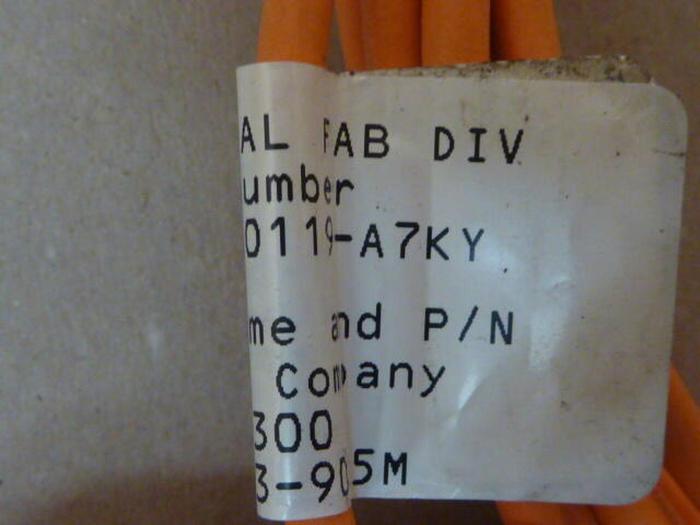 AL FAB DIV
umber
0119-A7KY
me and P/N
Company
300
3-905M